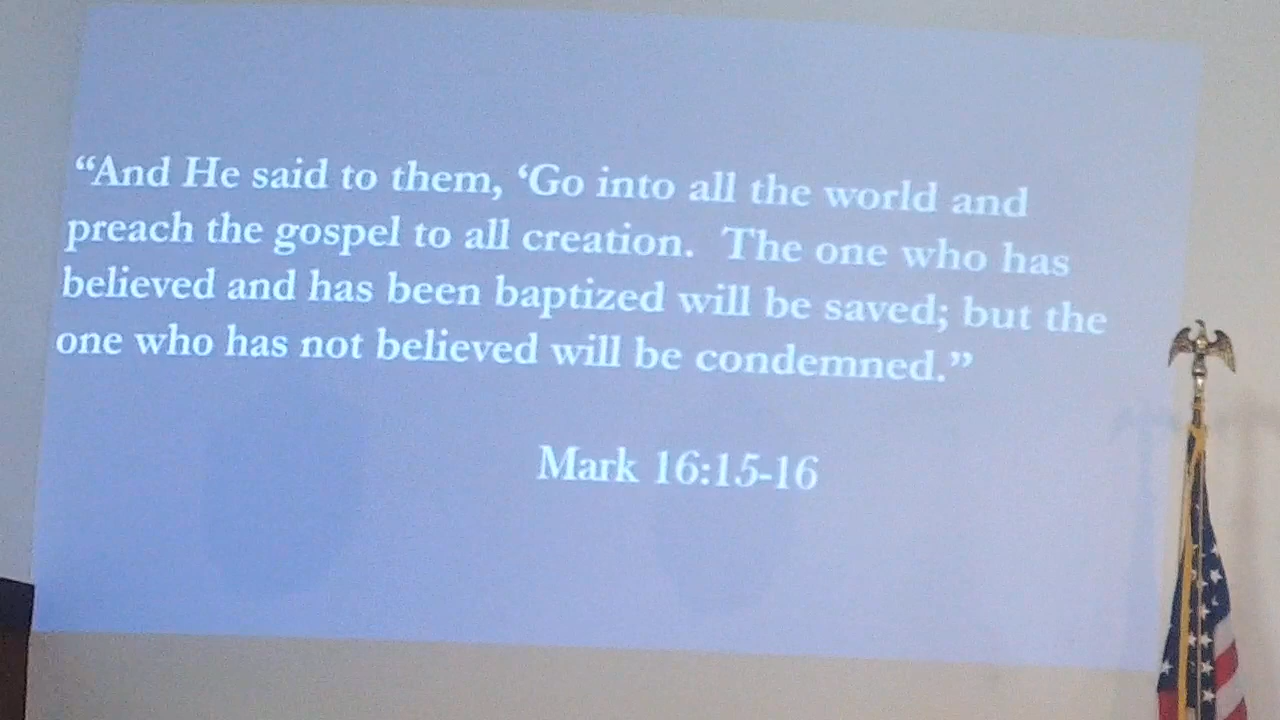 “And He said to them, ‘Go into all the world and
preach the gospel to all creation.  The one who has
believed and has been baptized will be saved; but the
one who has not believed will be condemned.”
Mark 16:15-16